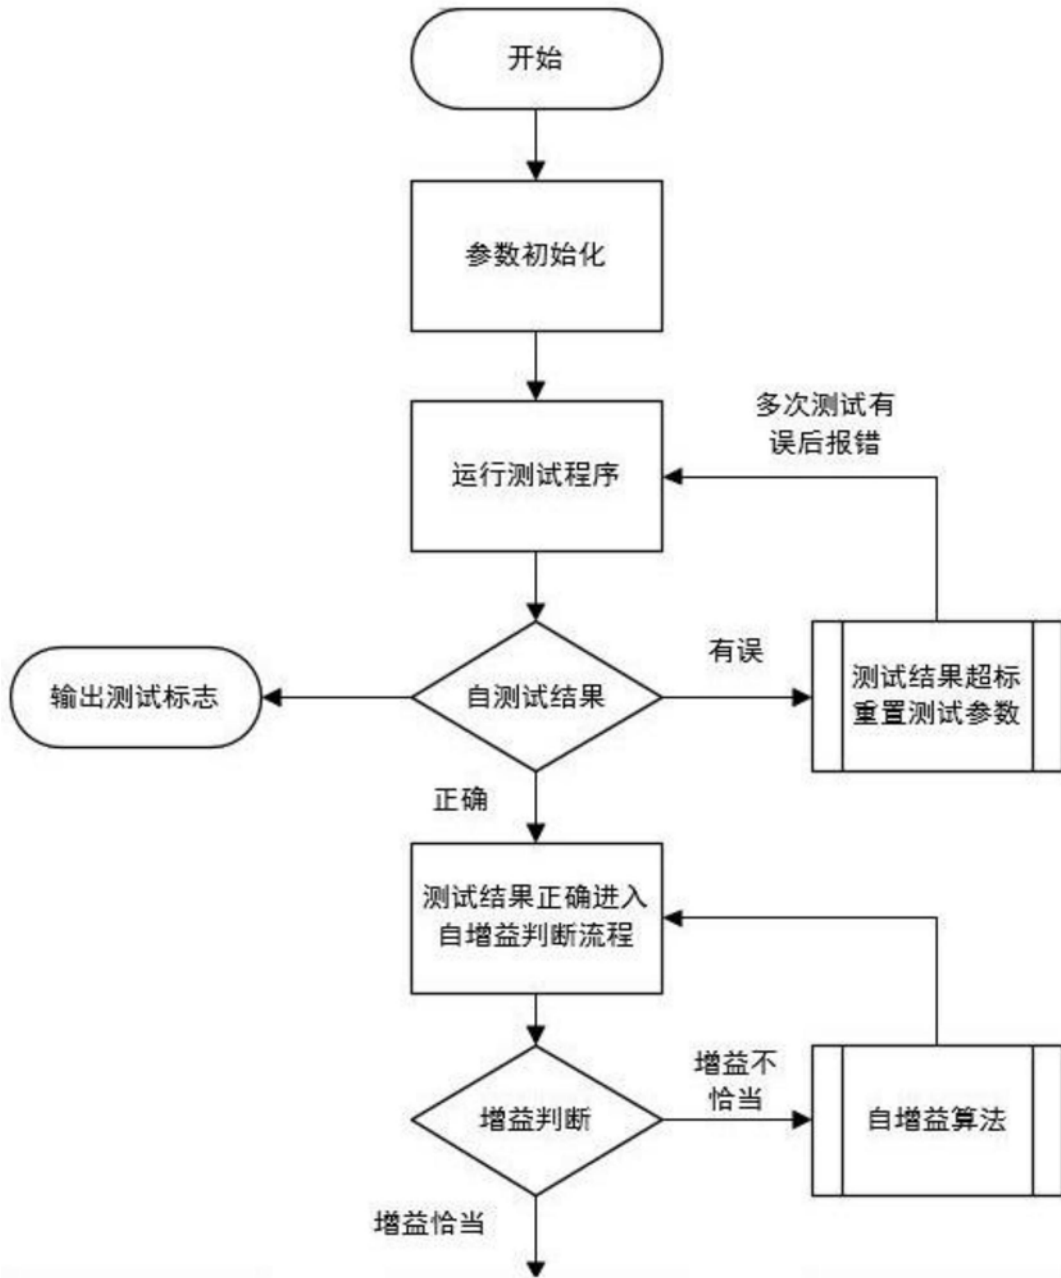 开始
参数初始化
多次测试有
误后报错
运行测试程序
有误
输出测试标志
自测试结果
测试结果超标
重置测试参数
正确
测试结果正确进入
自增益判断流程
增益不
恰当
增益判断
自增益算法
增益恰当